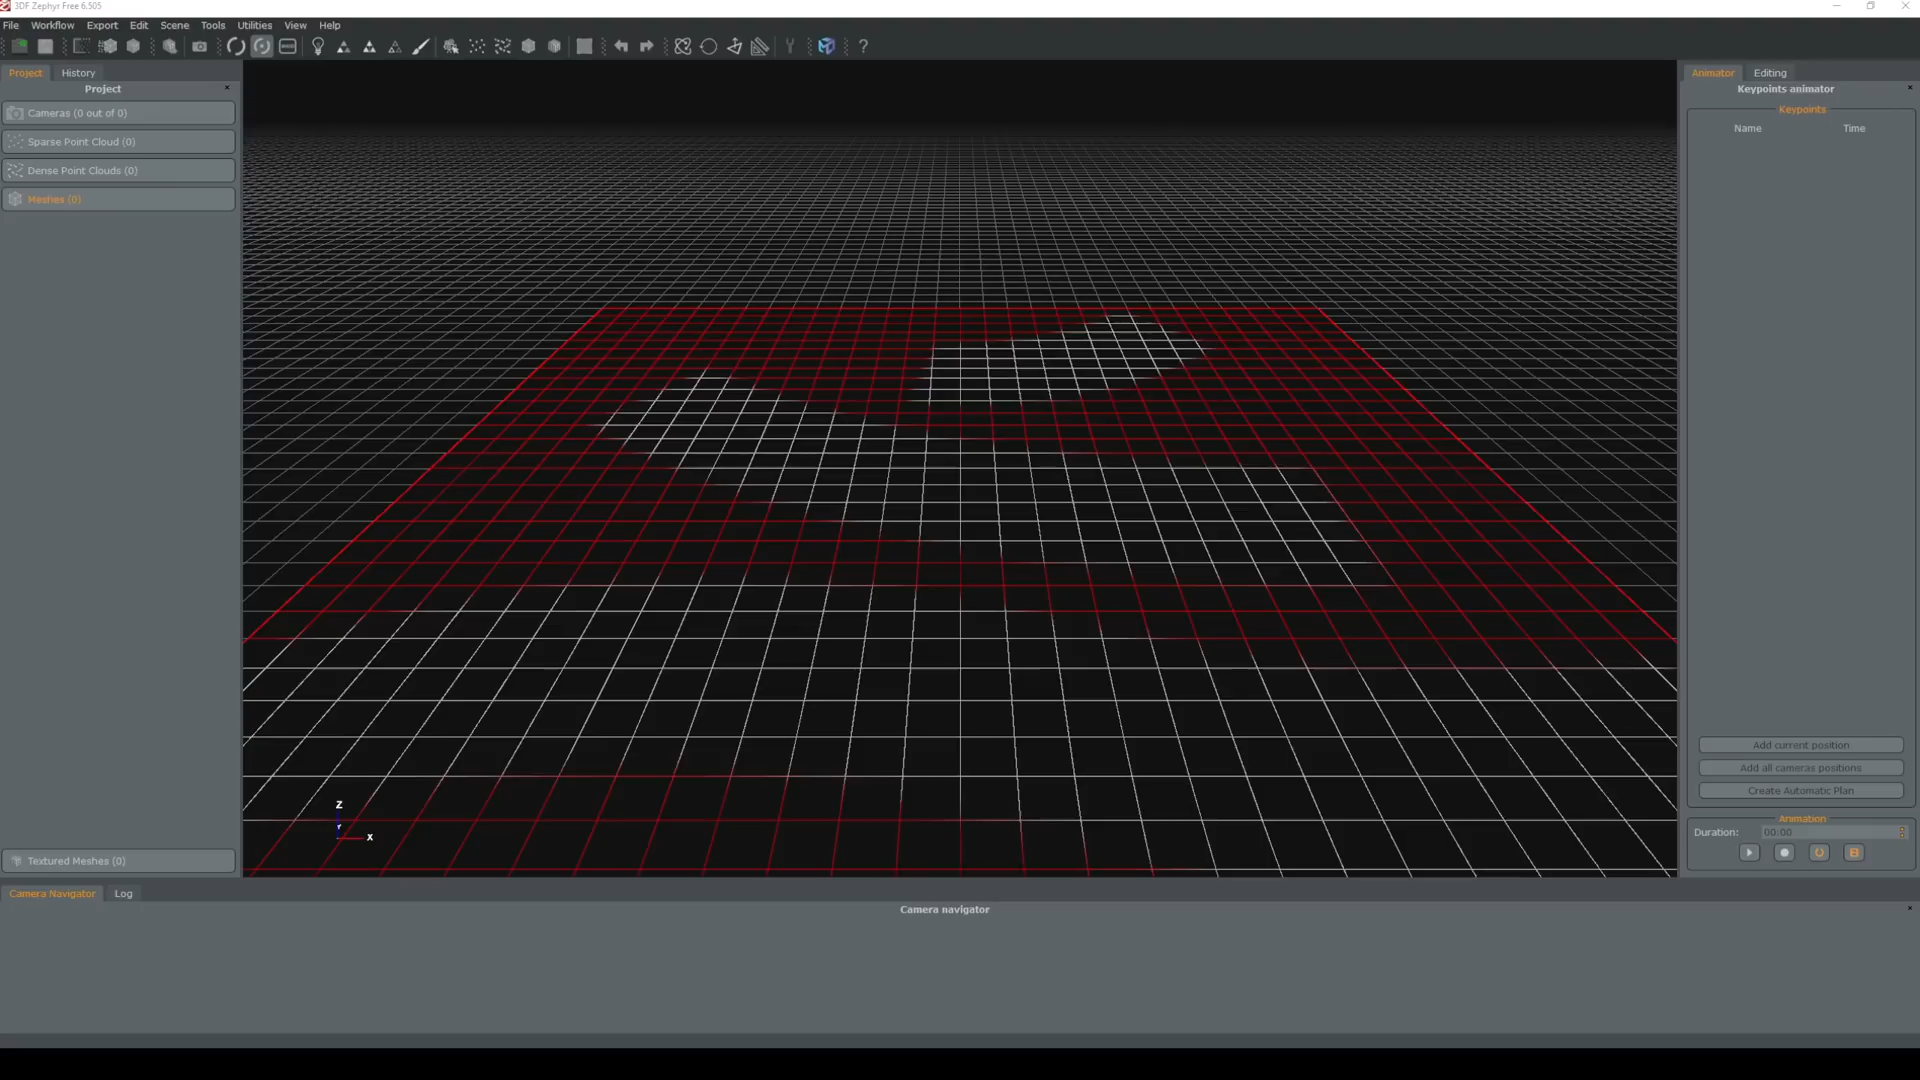 3DF Zephyr Free 6.505
File Workflow Export Edit Scene Tools Utilities View Help
Project History
Project
Cameras (0 out of 0)
Sparse Point Cloud (0)
Dense Point Clouds (0)
Meshes (0)
Textured Meshes (0)
Z
Y
X
Animator Editing
Keypoints animator
Keypoints
Name Time
Add current position
Add all cameras positions
Create Automatic Plan
Animation
Duration: 00:00
Camera Navigator Log
Camera navigator